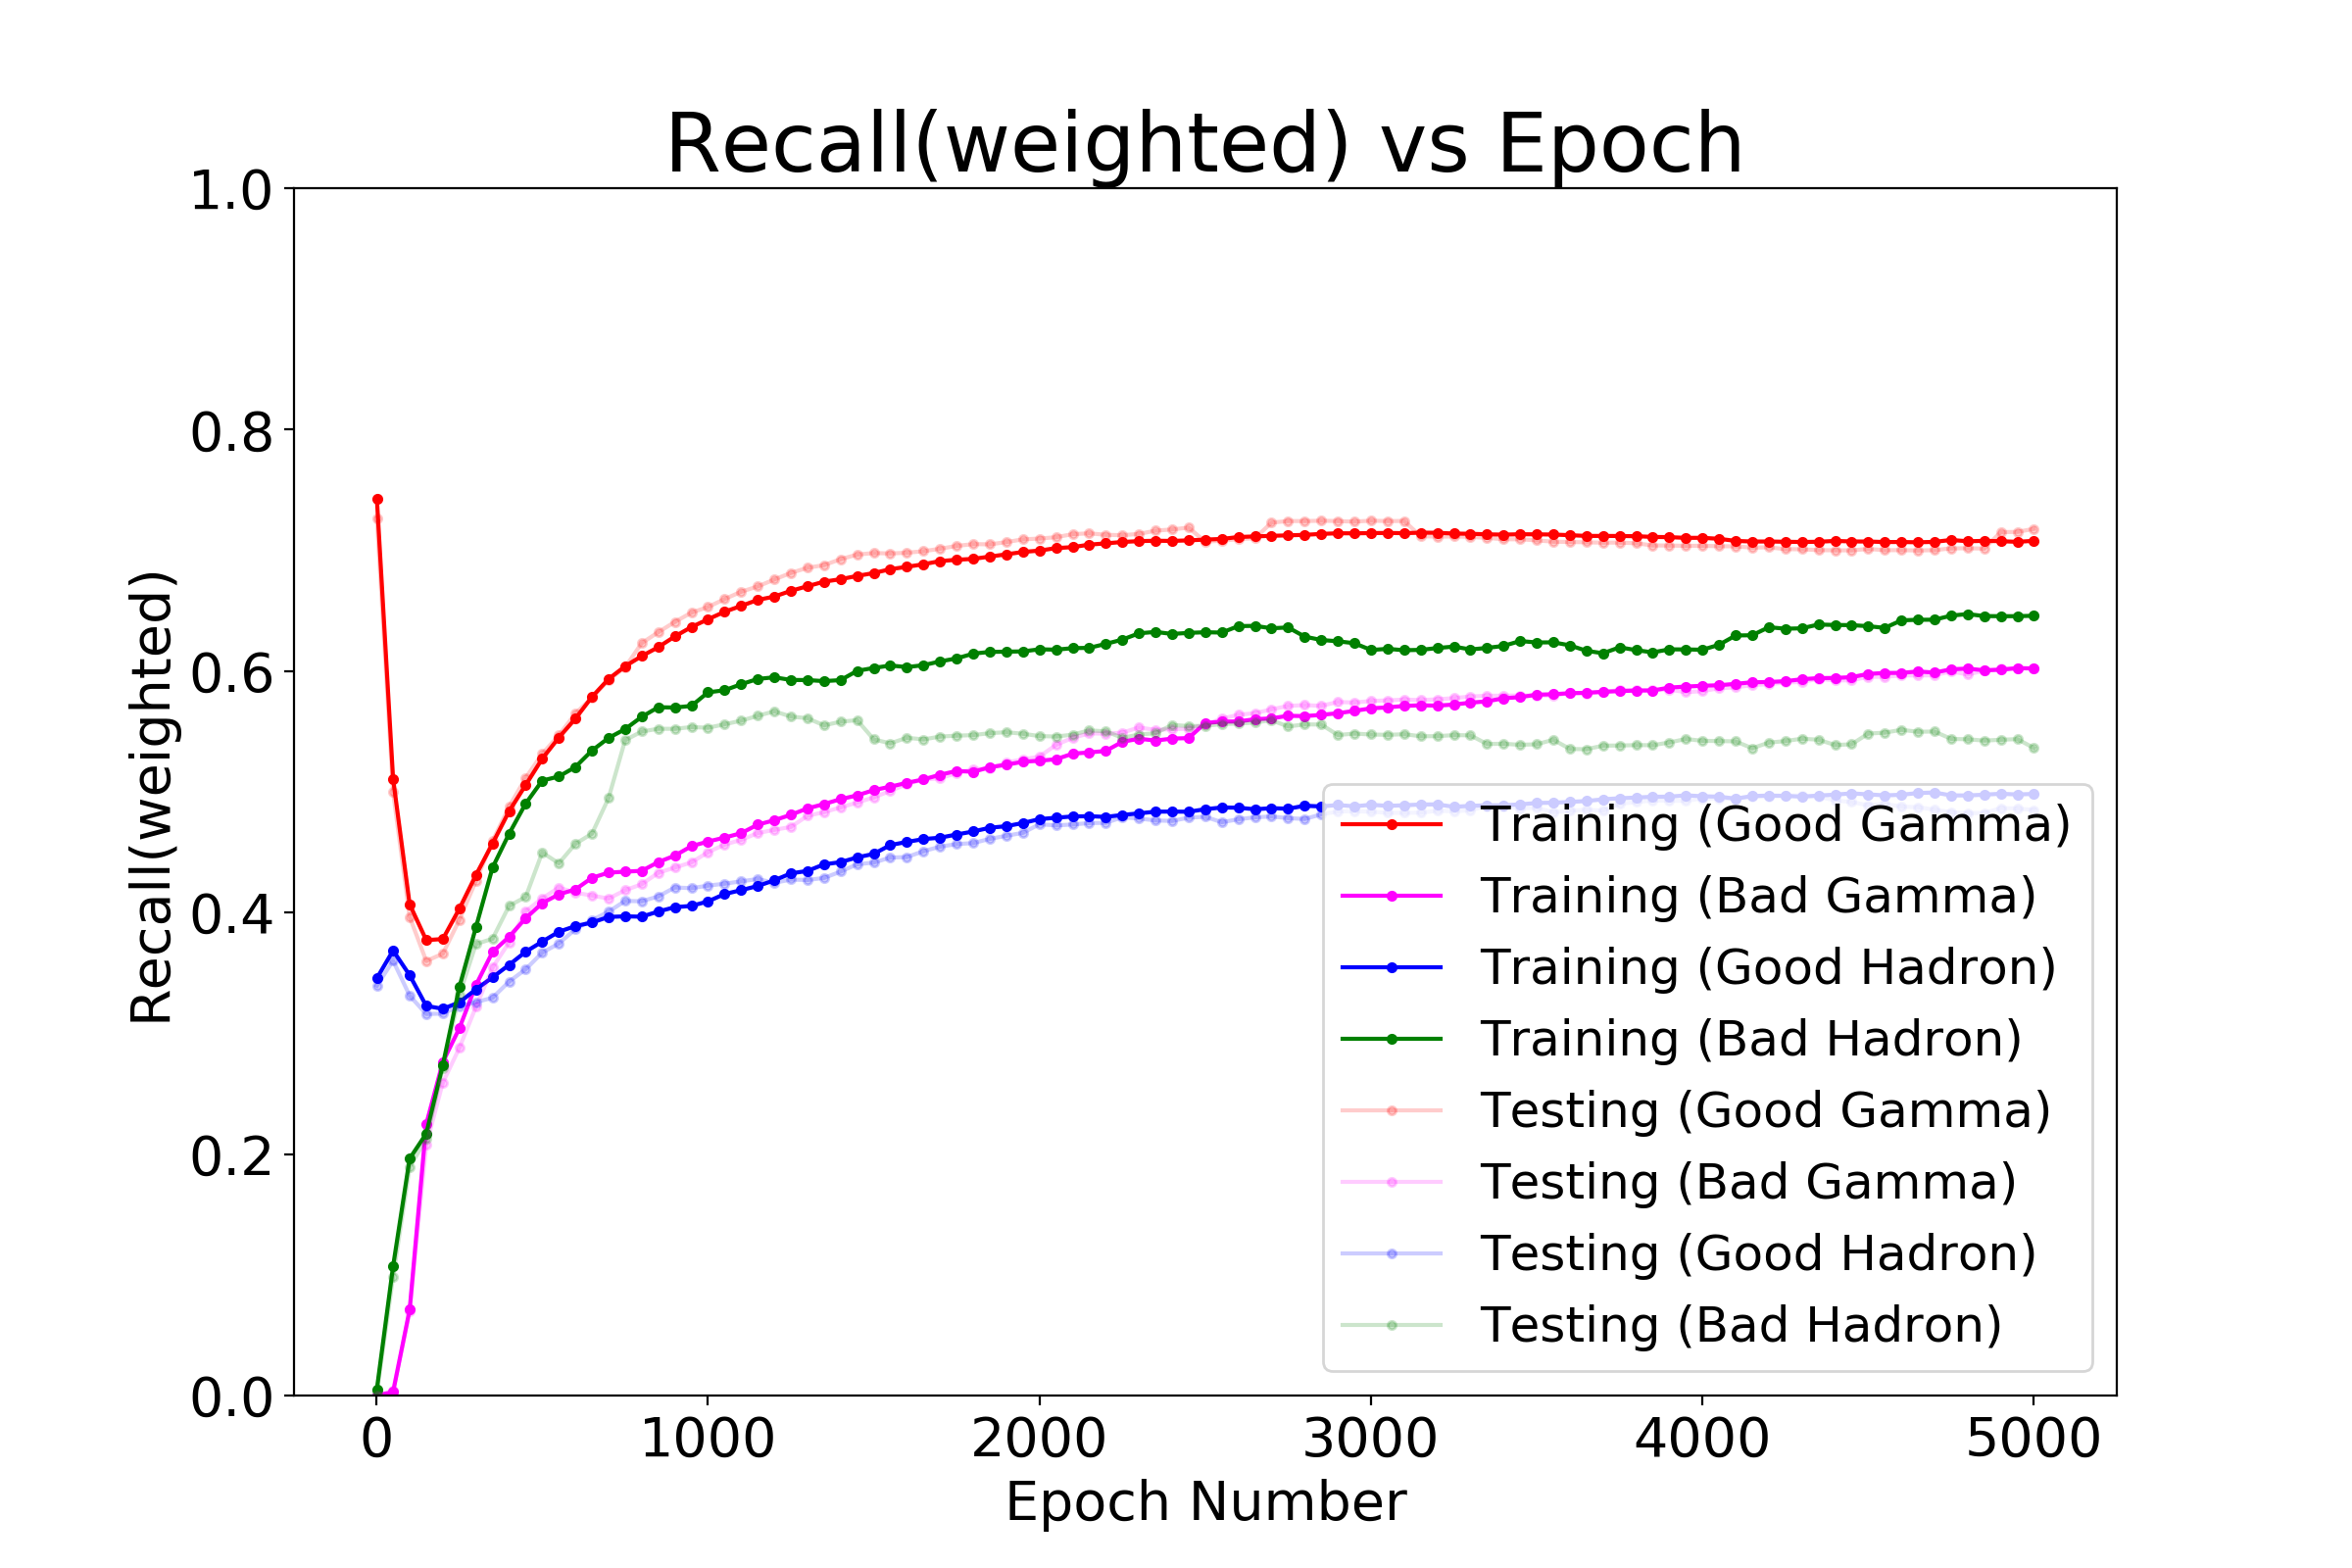 Recall(weighted) vs Epoch
Recall(weighted)
1.0
0.8
0.6
0.4
0.2
0.0
0 1000 2000 3000 4000 5000
Epoch Number
Training (Good Gamma)
Training (Bad Gamma)
Training (Good Hadron)
Training (Bad Hadron)
Testing (Good Gamma)
Testing (Bad Gamma)
Testing (Good Hadron)
Testing (Bad Hadron)